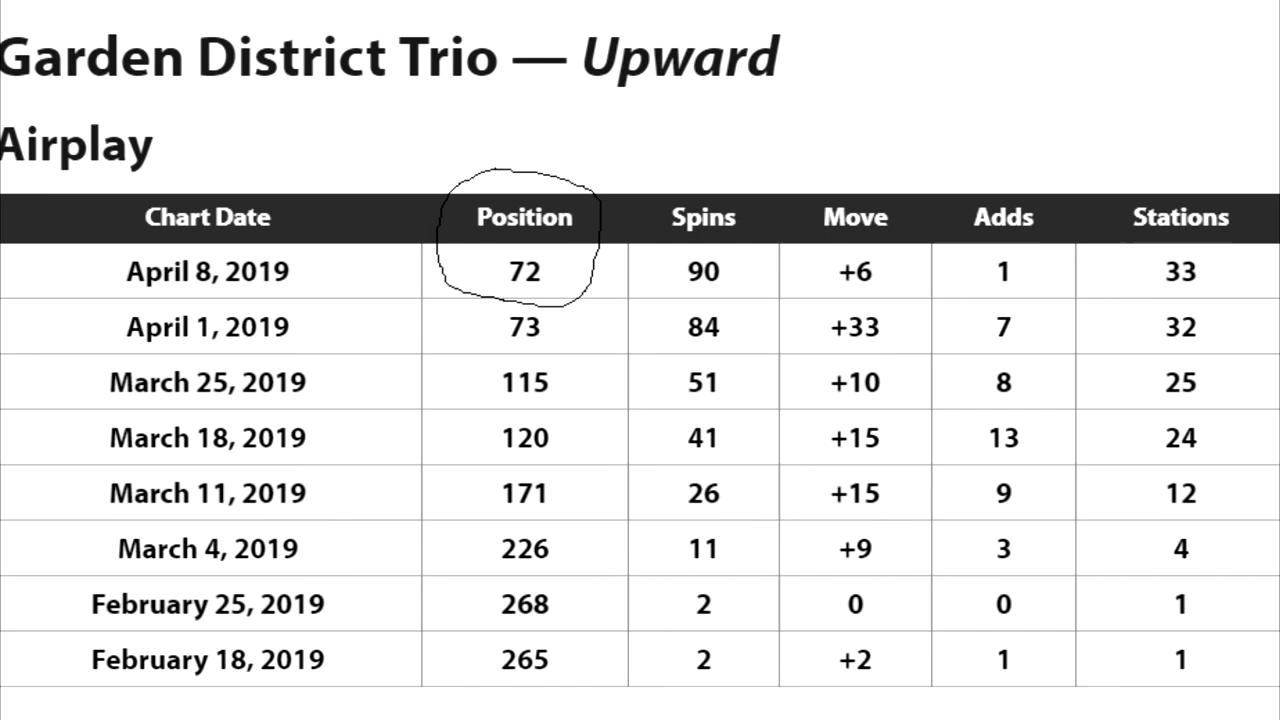 Garden District Trio — Upward
Airplay
Chart Date Position Spins Move Adds Stations
April 8, 2019 72 90 +6 1 33
April 1, 2019 73 84 +33 7 32
March 25, 2019 115 51 +10 8 25
March 18, 2019 120 41 +15 13 24
March 11, 2019 171 26 +15 9 12
March 4, 2019 226 11 +9 3 4
February 25, 2019 268 2 0 0 1
February 18, 2019 265 2 +2 1 1